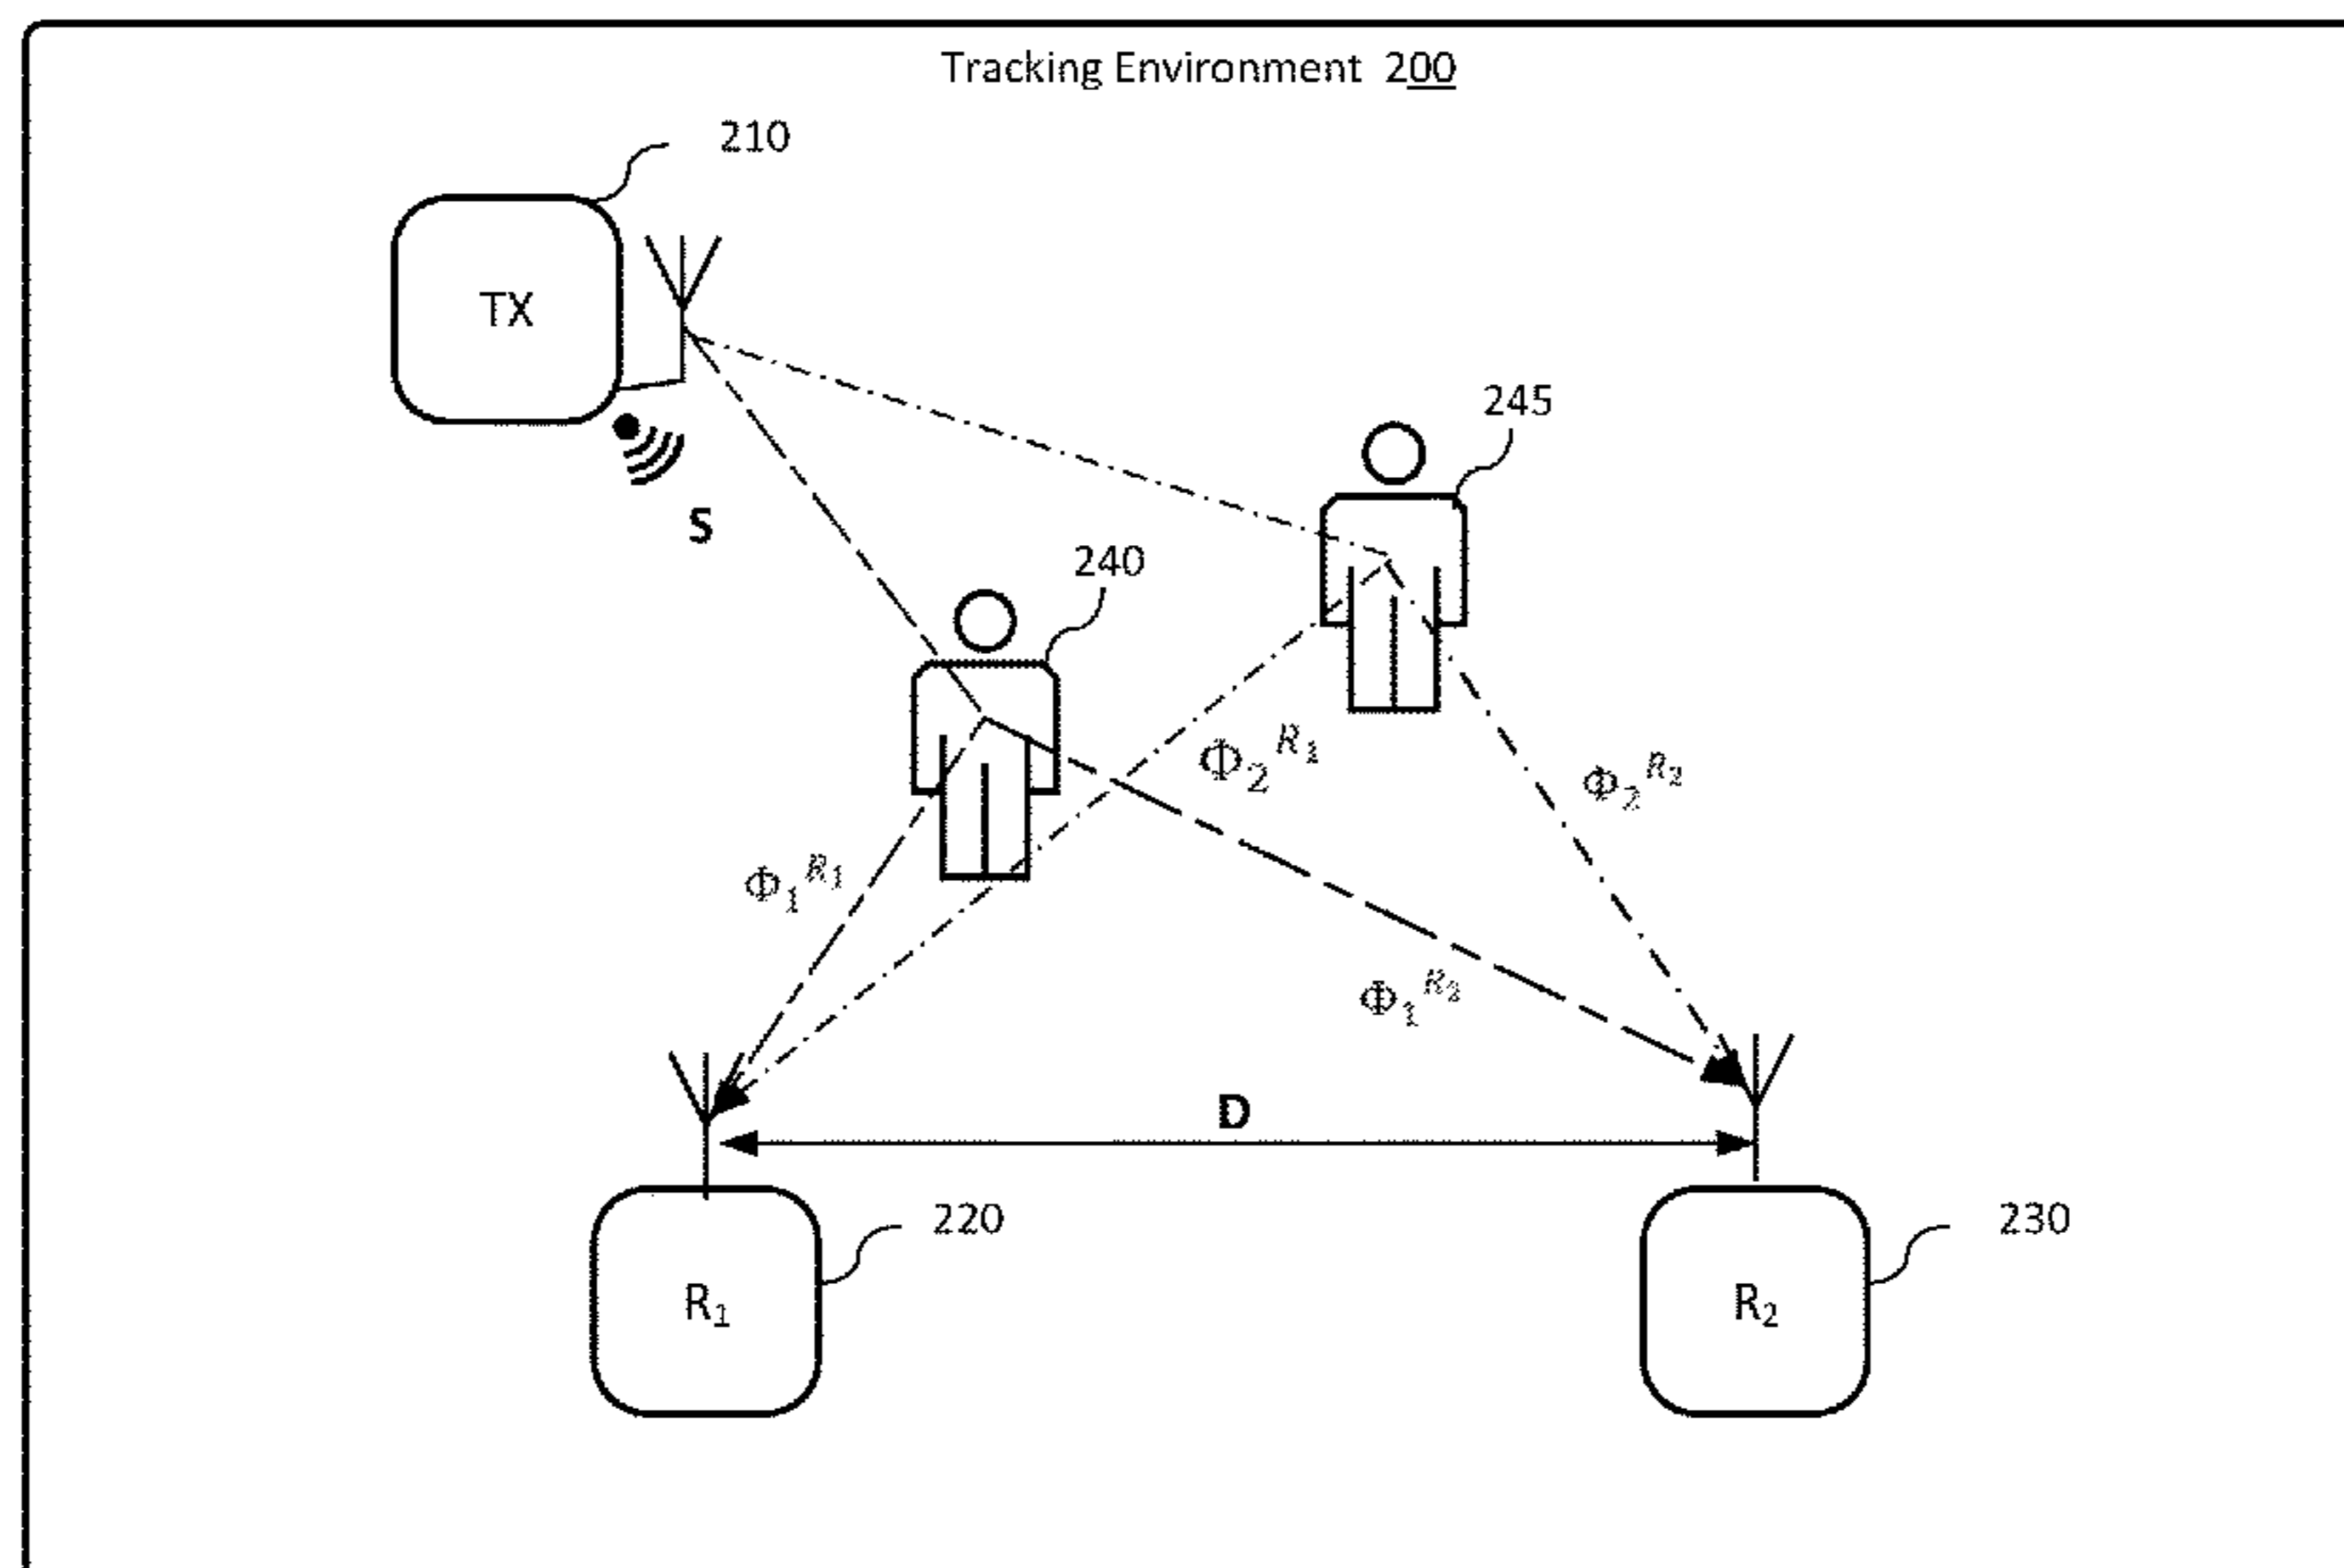 Tracking Environment 200
210
TX
245
S
240
Φ₂ᴿ¹
Φ₂ᴿ²
Φ₁ᴿ¹
Φ₁ᴿ²
D
220
230
R₁
R₂